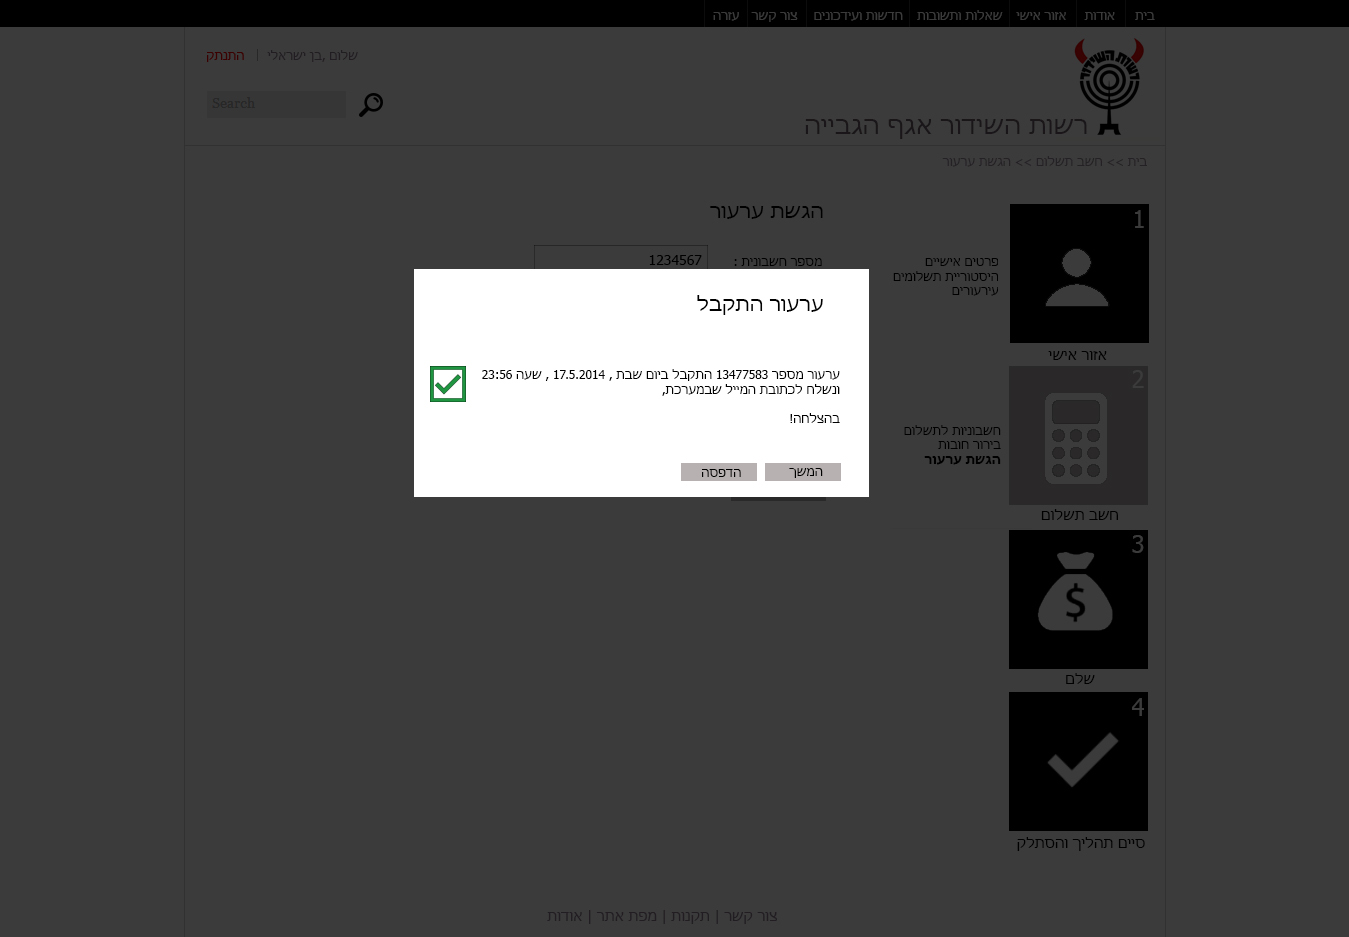 בית
אודות
אזור אישי
שאלות ותשובות
חדשות ועידכונים
צור קשר
עזרה
רשות השידור
רשות השידור אגף הגבייה
שלום ,בן ישראלי | התנתק
Search
בית >> חשב תשלום >> הגשת ערעור
1
פרטים אישיים
היסטוריית תשלומים
עירעורים
אזור אישי
2
חשבוניות לתשלום
בירור חובות
הגשת ערעור
חשב תשלום
3
$
שלם
4
סיים תהליך והסתלק
הגשת ערעור
מספר חשבונית :
1234567
ערעור התקבל
ערעור מספר 13477583 התקבל ביום שבת , 17.5.2014 , שעה 23:56
ונשלח לכתובת המייל שבמערכת,
בהצלחה!
המשך
הדפסה
צור קשר | תקנות | מפת אתר | אודות